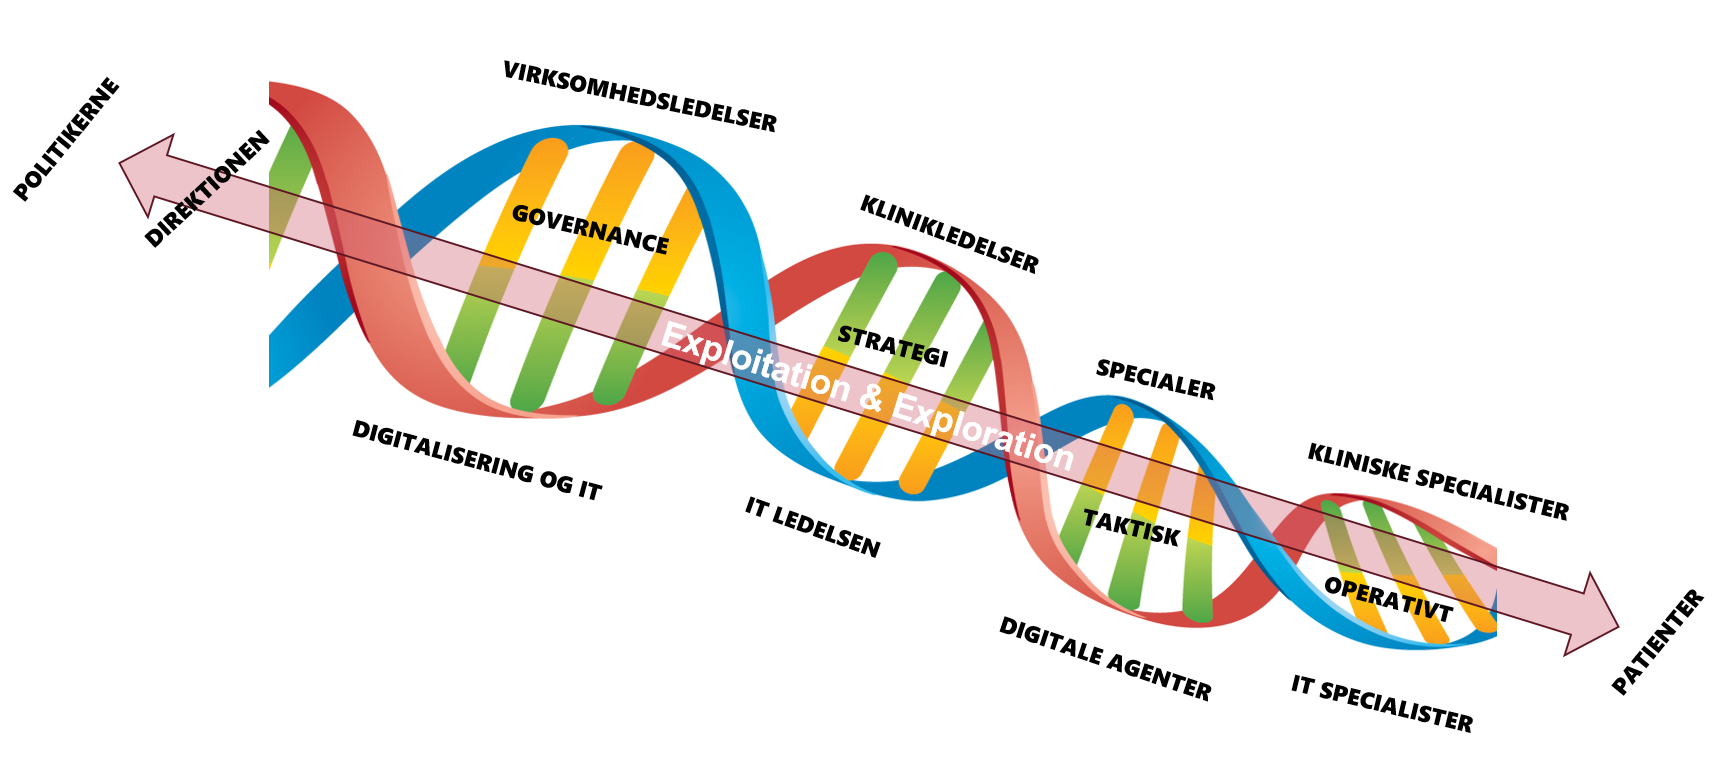 POLITIKERNE
DIREKTIONEN
VIRKSOMHEDSLEDELSER
GOVERNANCE
DIGITALISERING OG IT
KLINIKLEDELSER
STRATEGI
Exploitation & Exploration
IT LEDELSEN
SPECIALER
TAKTISK
DIGITALE AGENTER
KLINISKE SPECIALISTER
OPERATIVT
IT SPECIALISTER
PATIENTER